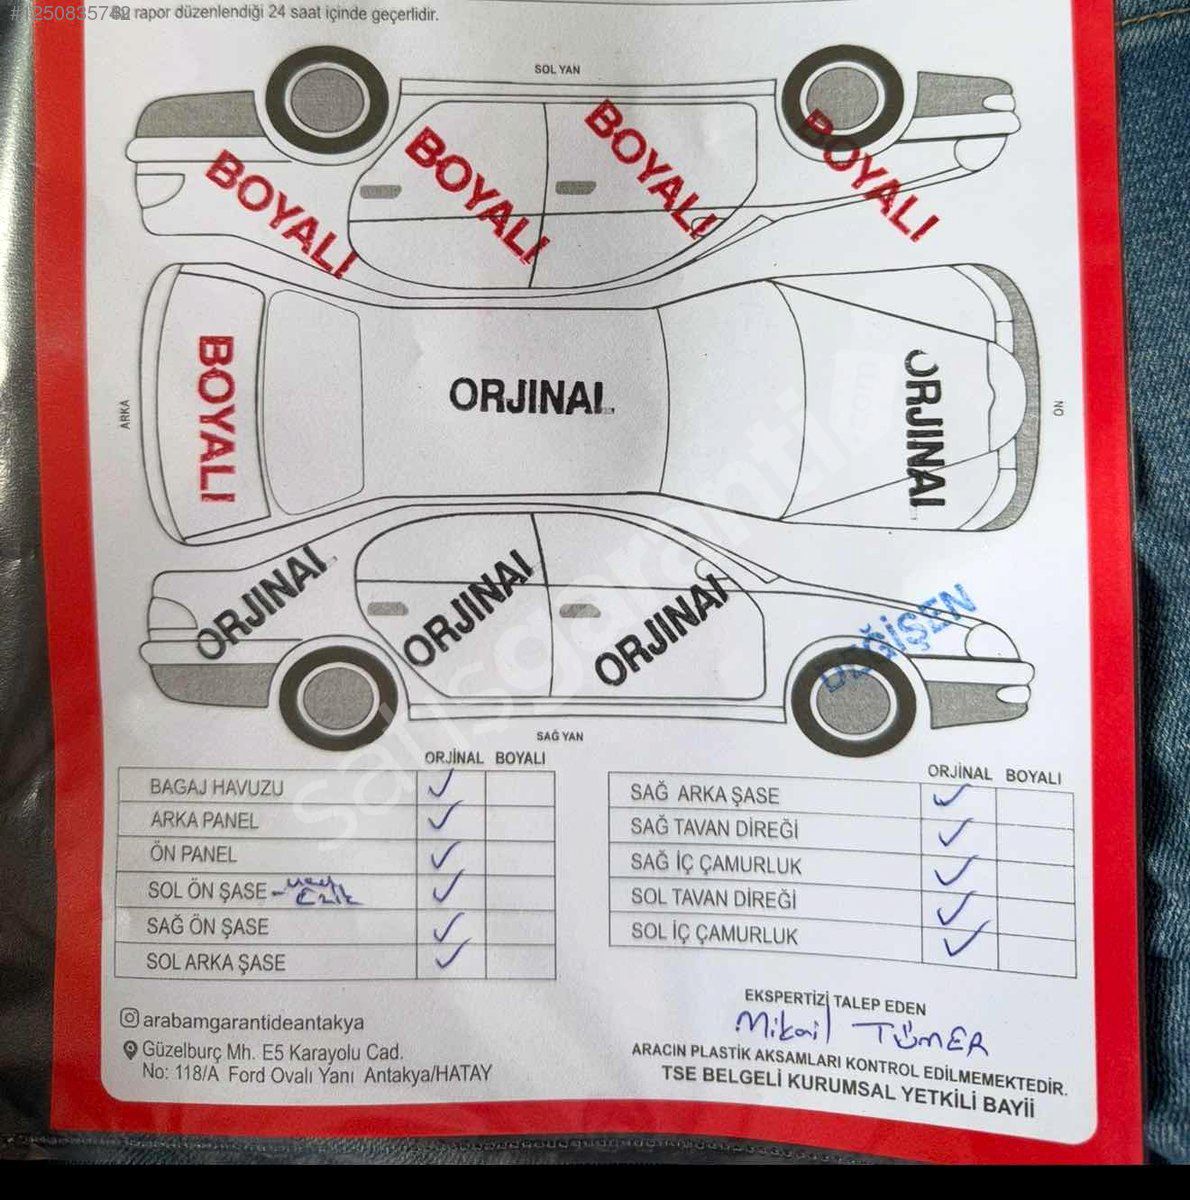 Bu rapor düzenlendiği 24 saat içinde geçerlidir.
SOL YAN
BOYALI
BOYALI
BOYALI
BOYALI
ARKA
BOYALI
ORJINAL
ORJINAL
ÖN
ORJINAL
ORJINAL
ORJINAL
DEĞİŞEN
SAĞ YAN
ORJİNAL BOYALI
BAGAJ HAVUZU ✓
ARKA PANEL ✓
ÖN PANEL ✓
SOL ÖN ŞASE - Ezik ✓
SAĞ ÖN ŞASE ✓
SOL ARKA ŞASE ✓
ORJİNAL BOYALI
SAĞ ARKA ŞASE ✓
SAĞ TAVAN DİREĞİ ✓
SAĞ İÇ ÇAMURLUK ✓
SOL TAVAN DİREĞİ ✓
SOL İÇ ÇAMURLUK ✓
arabamgarantideantakya
Güzelburç Mh. E5 Karayolu Cad.
No: 118/A Ford Ovalı Yanı Antakya/HATAY
EKSPERTİZİ TALEP EDEN
Mikail TÜMER
ARACIN PLASTİK AKSAMLARI KONTROL EDİLMEMEKTEDİR.
TSE BELGELİ KURUMSAL YETKİLİ BAYİİ